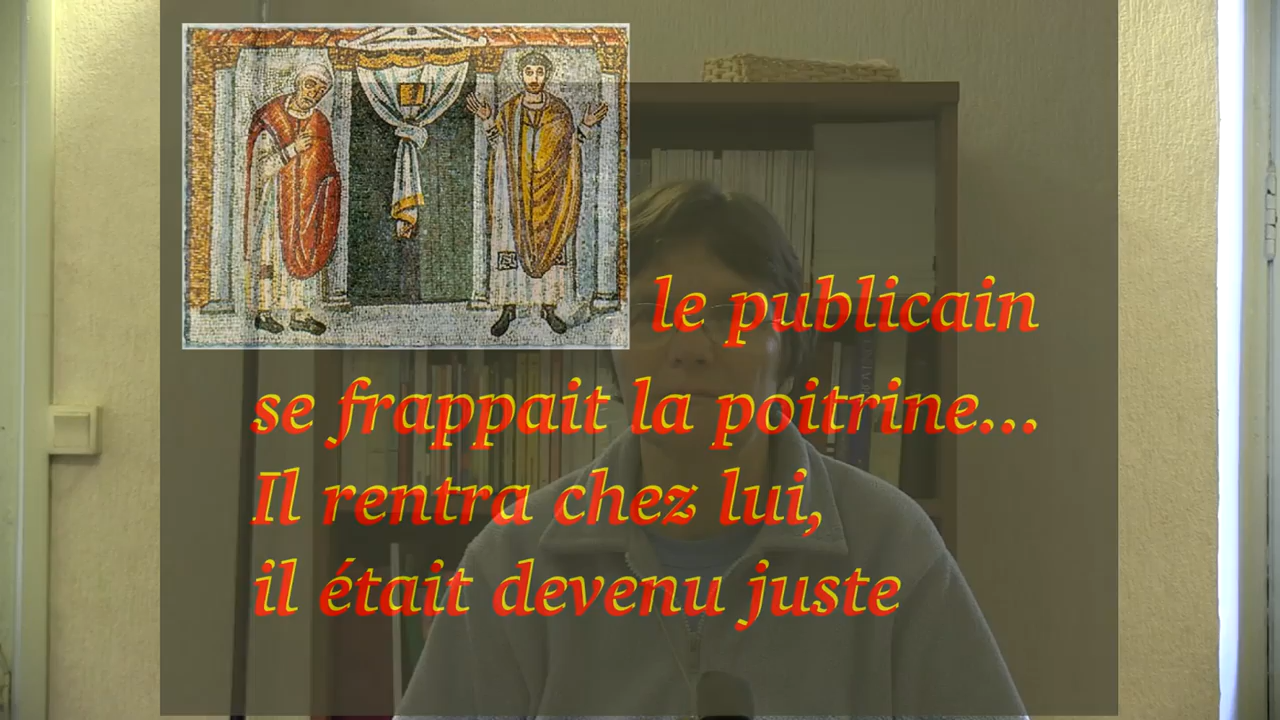 le publicain
se frappait la poitrine...
Il rentra chez lui,
il était devenu juste